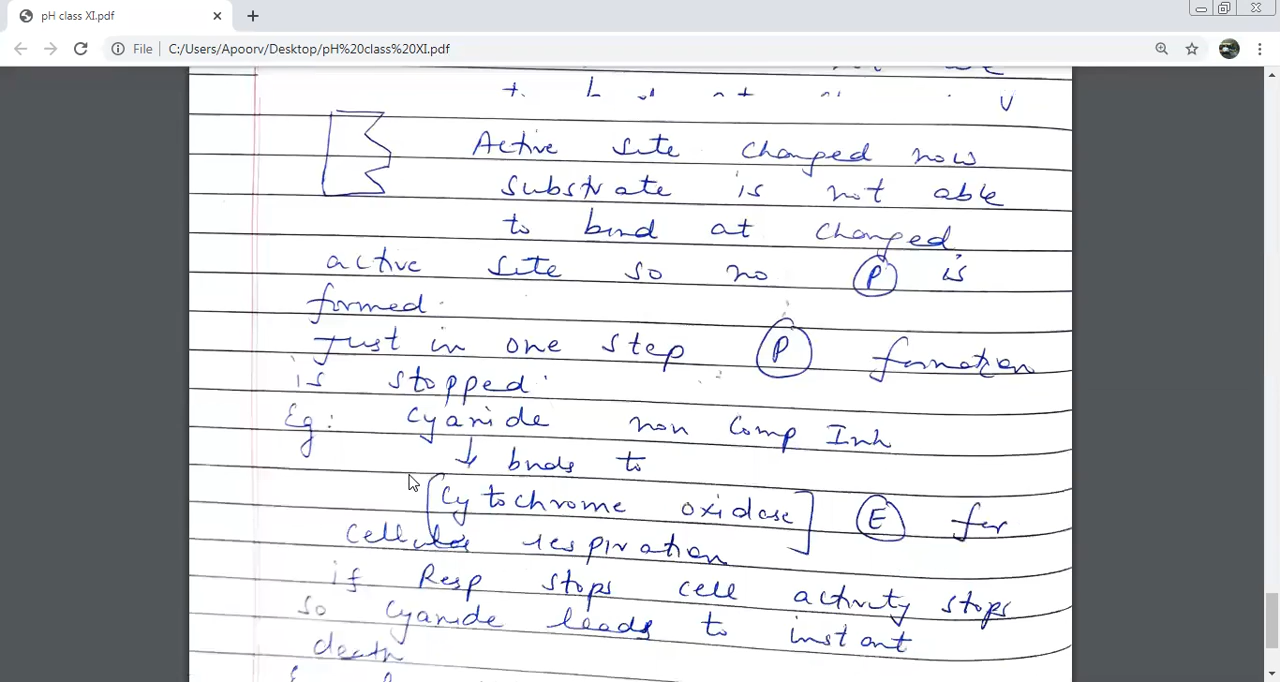 pH class XI.pdf
File C:/Users/Apoorv/Desktop/pH%20class%20XI.pdf
Active site changed now
substrate is not able
to bind at changed
active site so no P is
formed.
Just in one step P formation
is stopped.
Eg: Cyanide non Comp Inh
↓ binds to
[Cytochrome oxidase] E for
cellular respiration
if Resp stops cell activity stops
so cyanide leads to instant
death